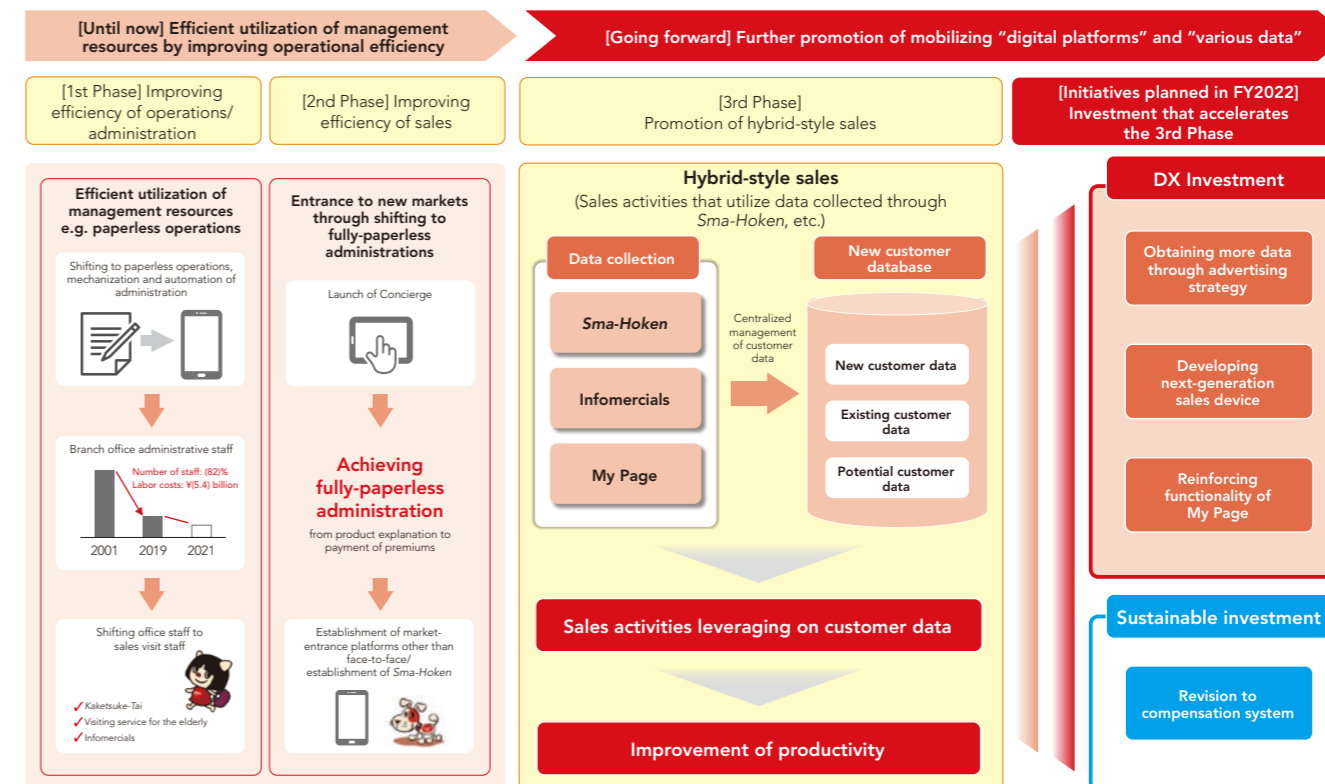 [Until now] Efficient utilization of management
resources by improving operational efficiency
[Going forward] Further promotion of mobilizing “digital platforms” and “various data”
[1st Phase] Improving
efficiency of operations/
administration
[2nd Phase] Improving
efficiency of sales
[3rd Phase]
Promotion of hybrid-style sales
[Initiatives planned in FY2022]
Investment that accelerates
the 3rd Phase
Efficient utilization of
management resources
e.g. paperless operations
Shifting to paperless operations,
mechanization and automation of
administration
Branch office administrative staff
Number of staff: (82)%
Labor costs: ¥(5.4) billion
2001 2019 2021
Shifting office staff to
sales visit staff
✓ Kaketsuke-Tai
✓ Visiting service for the elderly
✓ Infomercials
Entrance to new markets
through shifting to
fully-paperless
administrations
Launch of Concierge
Achieving
fully-paperless
administration
from product explanation to
payment of premiums
Establishment of market-
entrance platforms other than
face-to-face/
establishment of Sma-Hoken
Hybrid-style sales
(Sales activities that utilize data collected through
Sma-Hoken, etc.)
Data collection
Sma-Hoken
Infomercials
My Page
Centralized
management
of customer
data
New customer
database
New customer data
Existing customer
data
Potential customer
data
Sales activities leveraging on customer data
Improvement of productivity
DX Investment
Obtaining more data
through advertising
strategy
Developing
next-generation
sales device
Reinforcing
functionality of
My Page
Sustainable investment
Revision to
compensation system